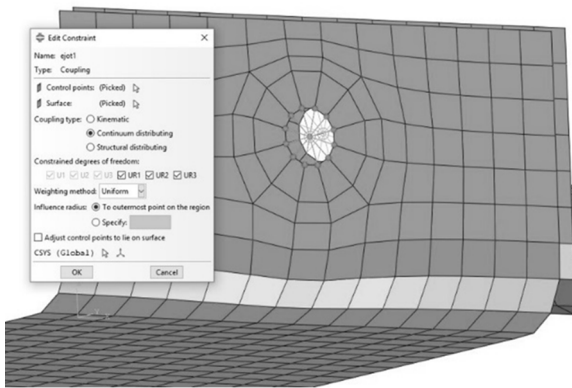 Edit Constraint
Name: ejot1
Type: Coupling
Control points: (Picked)
Surface: (Picked)
Coupling type: Kinematic
Continuum distributing
Structural distributing
Constrained degrees of freedom:
U1 U2 U3 UR1 UR2 UR3
Weighting method: Uniform
Influence radius: To outermost point on the region
Specify:
Adjust control points to lie on surface
CSYS (Global)
OK Cancel